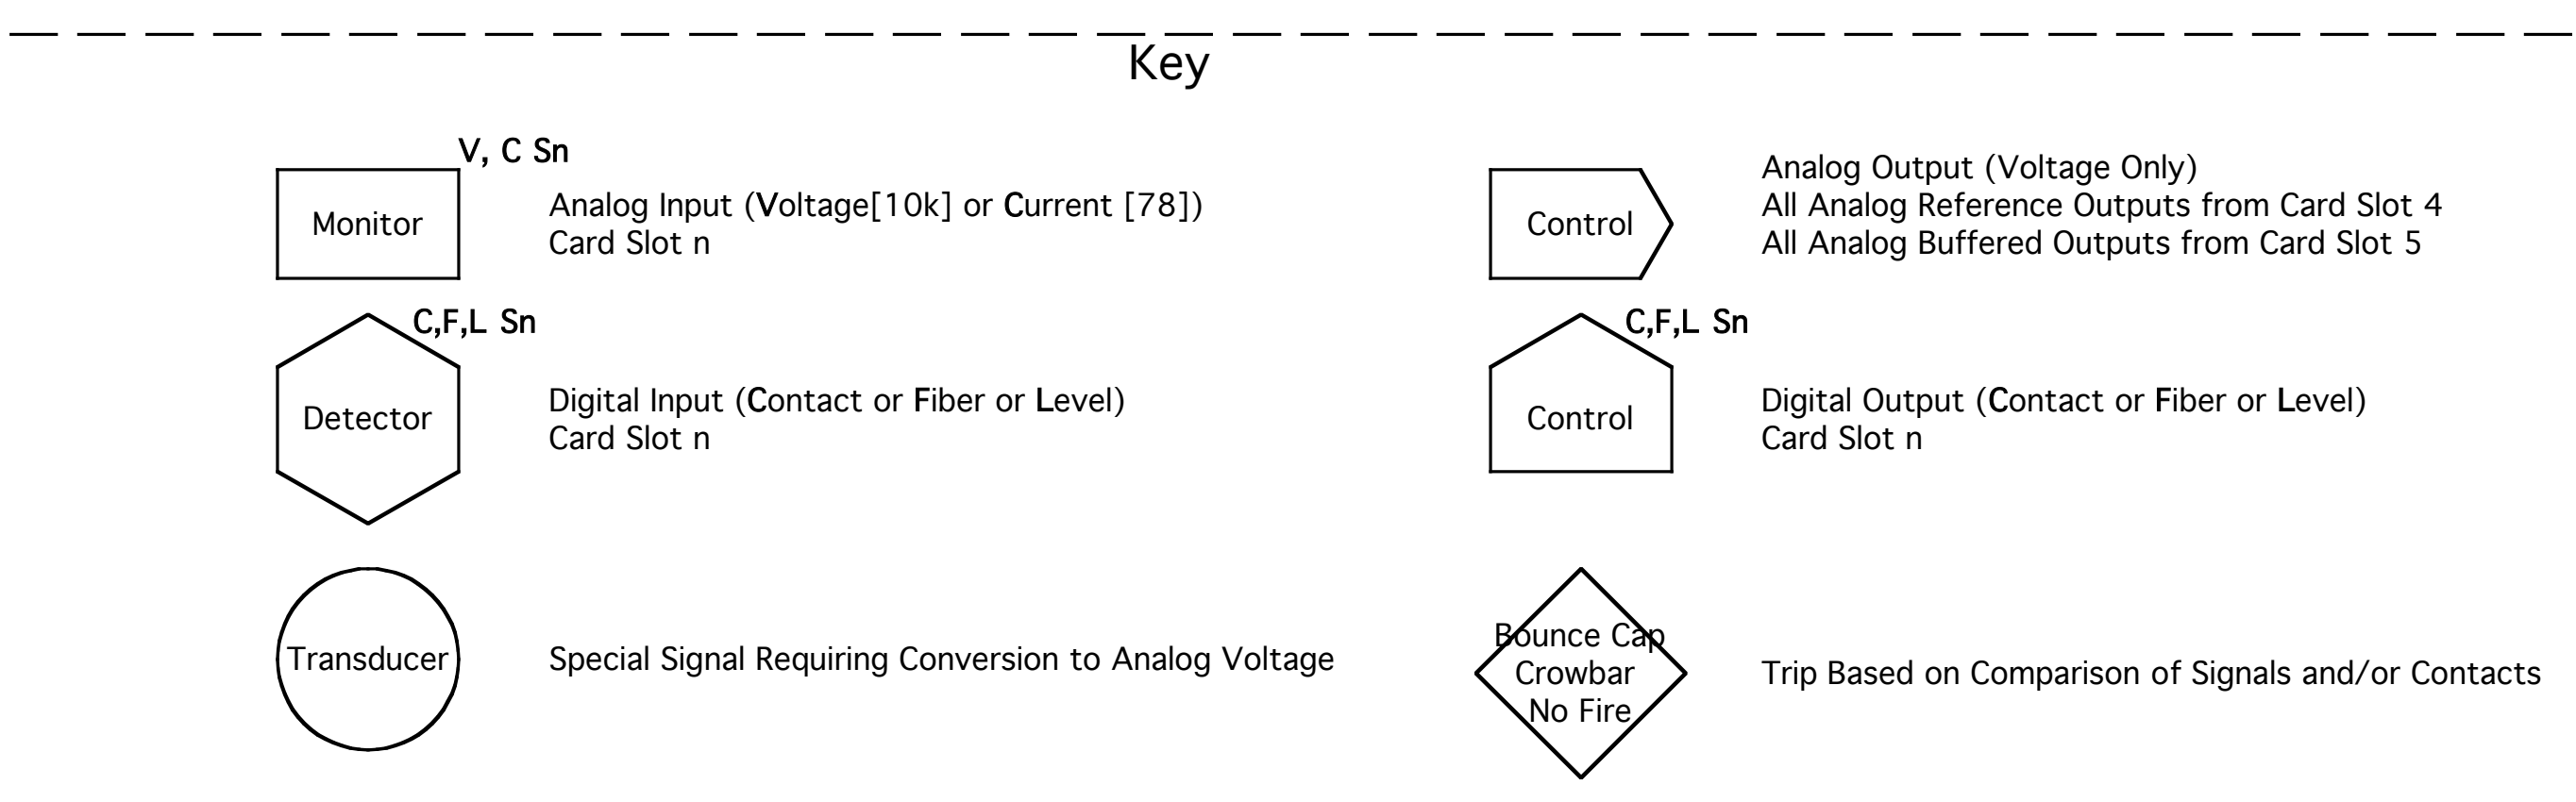 Key
V, C Sn
Monitor
Analog Input (Voltage[10k] or Current [78])
Card Slot n
Control
Analog Output (Voltage Only)
All Analog Reference Outputs from Card Slot 4
All Analog Buffered Outputs from Card Slot 5
C,F,L Sn
Detector
Digital Input (Contact or Fiber or Level)
Card Slot n
C,F,L Sn
Control
Digital Output (Contact or Fiber or Level)
Card Slot n
Transducer
Special Signal Requiring Conversion to Analog Voltage
Bounce Cap
Crowbar
No Fire
Trip Based on Comparison of Signals and/or Contacts